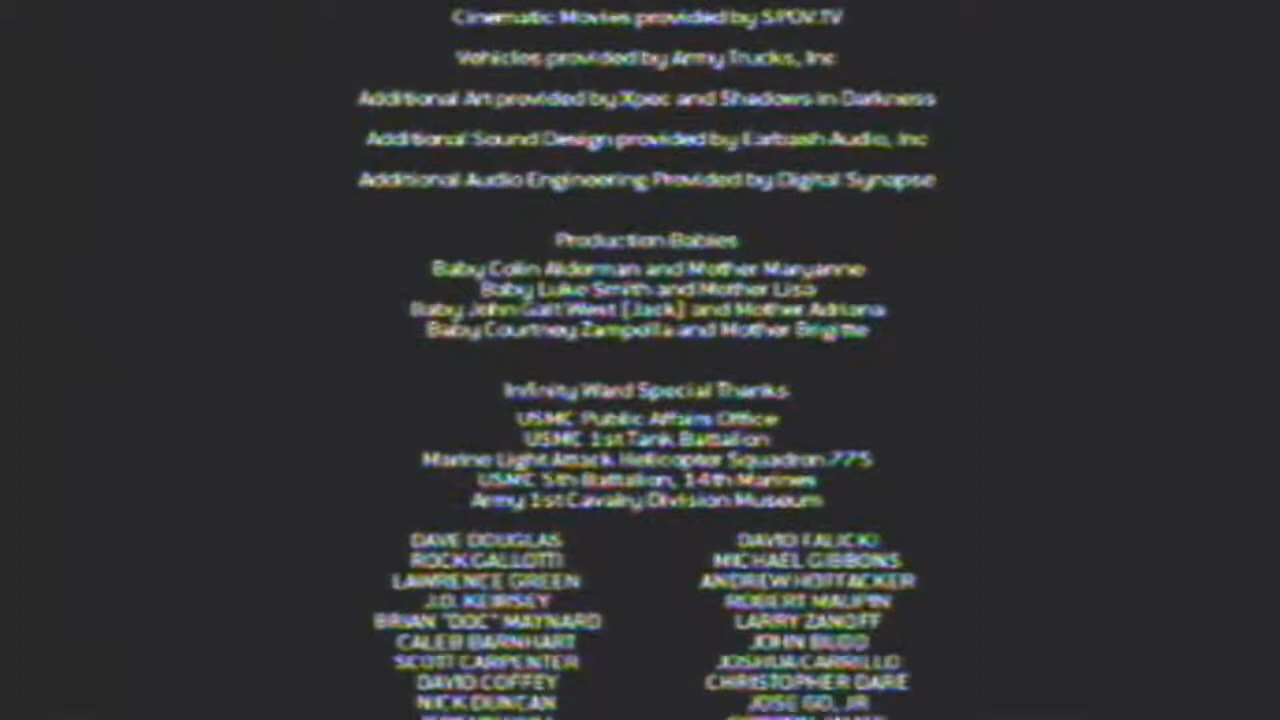 Cinematic Movies provided by SPOV.TV
Vehicles provided by Army Trucks, Inc
Additional Art provided by Xpec and Shadows in Darkness
Additional Sound Design provided by Earbash Audio, Inc
Additional Audio Engineering Provided by Digital Synapse
Production Babies
Baby Colin Alderman and Mother Maryanne
Baby Luke Smith and Mother Lisa
Baby John Galt West [Jack] and Mother Adriana
Baby Courtney Zampella and Mother Brigitte
Infinity Ward Special Thanks
USMC Public Affairs Office
USMC 1st Tank Battalion
Marine Light Attack Helicopter Squadron 775
USMC 5th Battalion, 14th Marines
Army 1st Cavalry Division Museum
DAVE DOUGLAS
ROCK GALLOTTI
LAWRENCE GREEN
J.D. KEIRSEY
BRIAN "DOC" MAYNARD
CALEB BARNHART
SCOTT CARPENTER
DAVID COFFEY
NICK DUNCAN
DAVID FALICKI
MICHAEL GIBBONS
ANDREW HOFFACKER
ROBERT MAUPIN
LARRY ZANOFF
JOHN BUDD
JOSHUA CARRILLO
CHRISTOPHER DARE
JOSE GO, JR